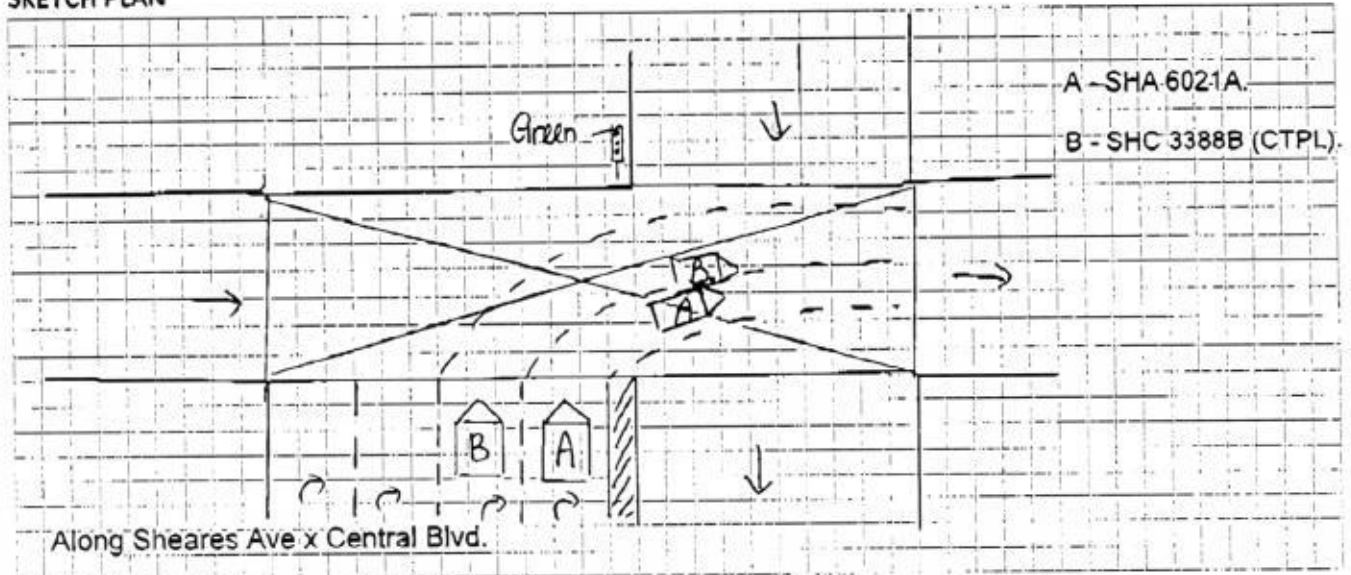 SKETCH PLAN
A - SHA 6021A.
Green
B - SHC 3388B (CTPL).
A
B
A
Along Sheares Ave x Central Blvd.